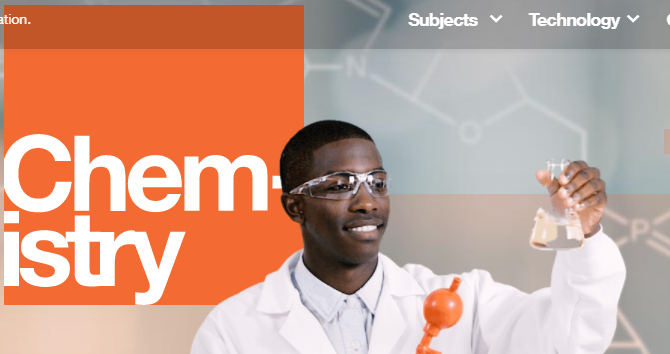 ation.
Subjects
Technology
Chem-
istry
N
O
P